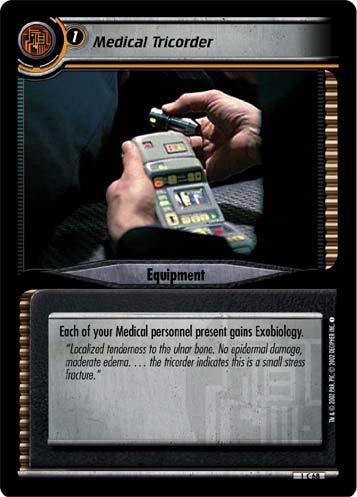 1 Medical Tricorder
Equipment
Each of your Medical personnel present gains Exobiology.
"Localized tenderness to the ulnar bone. No epidermal damage,
moderate edema. . . . the tricorder indicates this is a small stress
fracture."
TM & © 2002 PAR. PIC. © 2002 DECIPHER INC.
1 C 68